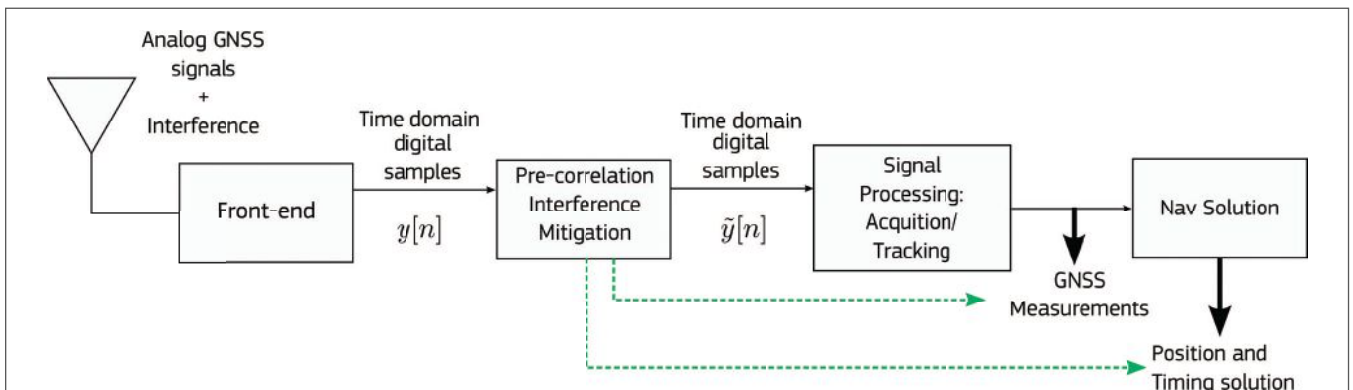 Analog GNSS
signals
+
Interference
Front-end
Time domain
digital
samples
y[n]
Pre-correlation
Interference
Mitigation
Time domain
digital
samples
ỹ[n]
Signal
Processing:
Acquition/
Tracking
GNSS
Measurements
Nav Solution
Position and
Timing solution